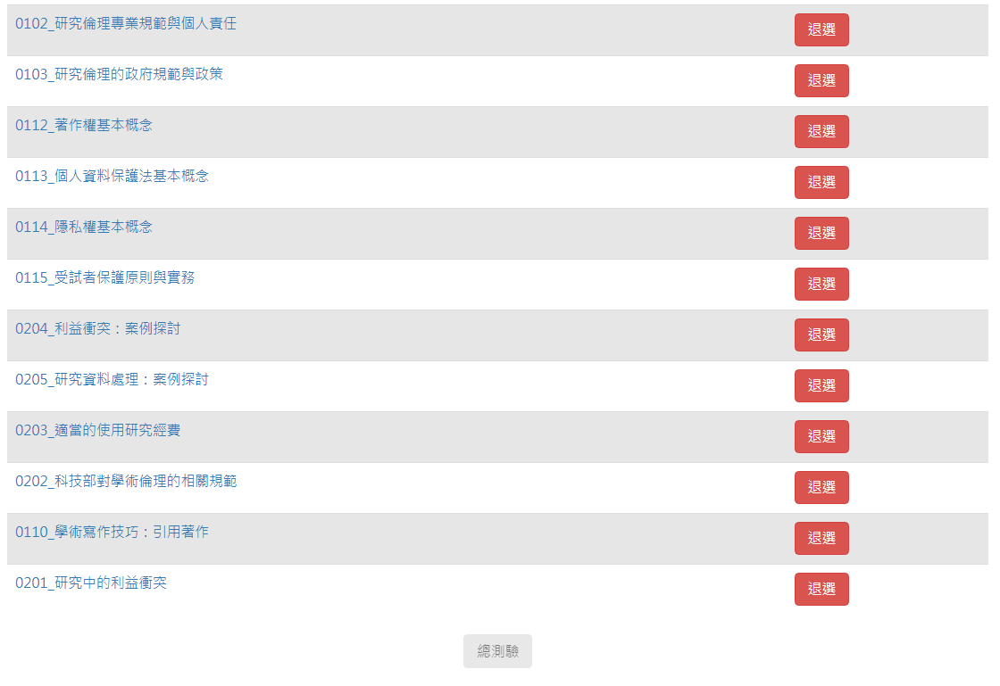 0102_研究倫理專業規範與個人責任 退選
0103_研究倫理的政府規範與政策 退選
0112_著作權基本概念 退選
0113_個人資料保護法基本概念 退選
0114_隱私權基本概念 退選
0115_受試者保護原則與實務 退選
0204_利益衝突：案例探討 退選
0205_研究資料處理：案例探討 退選
0203_適當的使用研究經費 退選
0202_科技部對學術倫理的相關規範 退選
0110_學術寫作技巧：引用著作 退選
0201_研究中的利益衝突 退選
總測驗